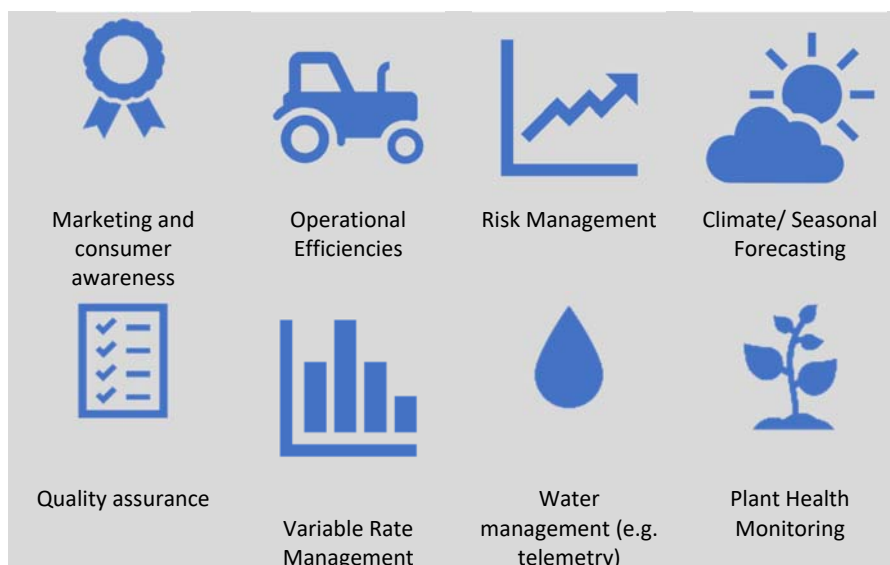 Marketing and
consumer
awareness
Operational
Efficiencies
Risk Management
Climate/ Seasonal
Forecasting
Quality assurance
Variable Rate
Management
Water
management (e.g.
telemetry)
Plant Health
Monitoring